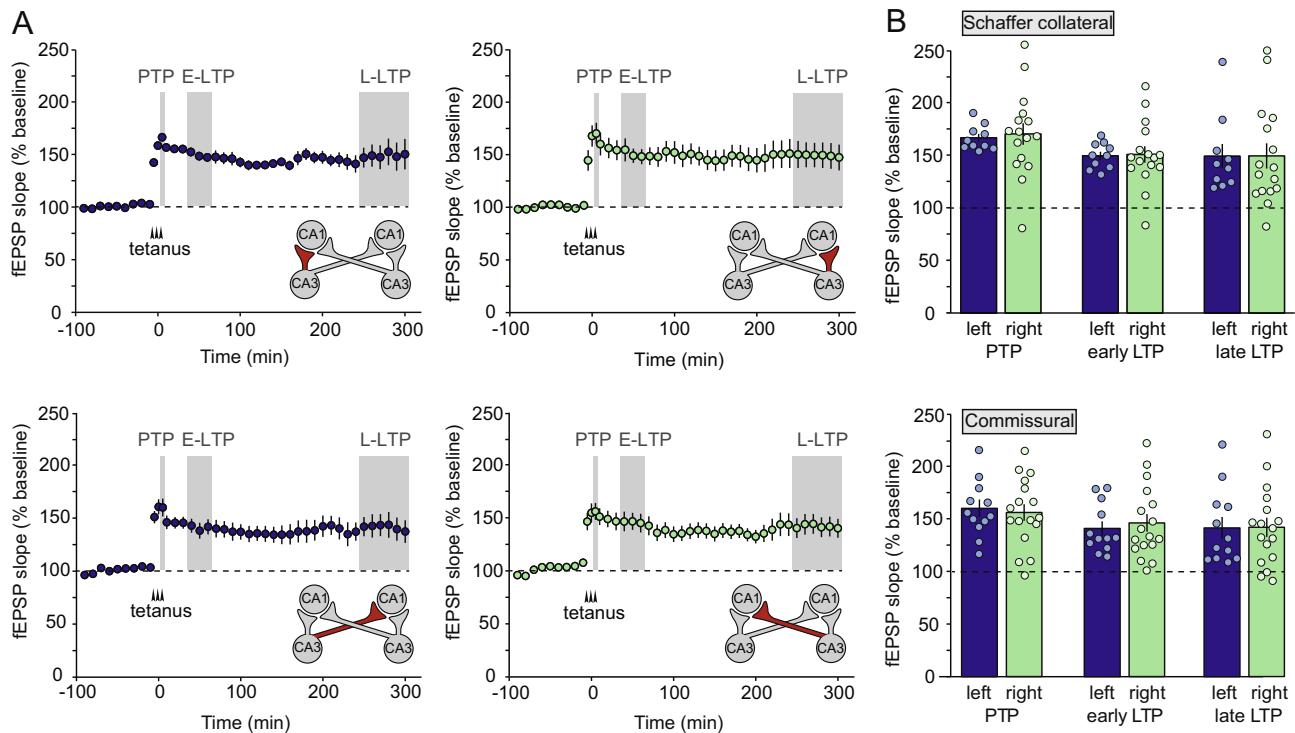 A
fEPSP slope (% baseline)
250
200
150
100
50
0
PTP E-LTP L-LTP
tetanus
CA1 CA1
CA3 CA3
-100 0 100 200 300
Time (min)
fEPSP slope (% baseline)
250
200
150
100
50
0
PTP E-LTP L-LTP
tetanus
CA1 CA1
CA3 CA3
-100 0 100 200 300
Time (min)
fEPSP slope (% baseline)
250
200
150
100
50
0
PTP E-LTP L-LTP
tetanus
CA1 CA1
CA3 CA3
-100 0 100 200 300
Time (min)
fEPSP slope (% baseline)
250
200
150
100
50
0
PTP E-LTP L-LTP
tetanus
CA1 CA1
CA3 CA3
-100 0 100 200 300
Time (min)
B
Schaffer collateral
fEPSP slope (% baseline)
250
200
150
100
50
0
left right left right left right
PTP early LTP late LTP
Commissural
fEPSP slope (% baseline)
250
200
150
100
50
0
left right left right left right
PTP early LTP late LTP